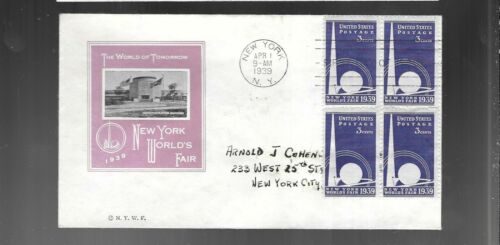 THE WORLD OF TOMORROW
NEW YORK
WORLD'S
FAIR
1939
© N. Y. W. F.
NEW YORK
APR 1
9-AM
1939
N. Y.
ARNOLD J COHEN
233 WEST 25TH ST,
NEW YORK CITY,
UNITED STATES
POSTAGE
3 CENTS
NEW YORK
WORLD'S FAIR 1939
UNITED STATES
POSTAGE
3 CENTS
NEW YORK
WORLD'S FAIR 1939
UNITED STATES
POSTAGE
3 CENTS
NEW YORK
WORLD'S FAIR 1939
UNITED STATES
POSTAGE
3 CENTS
NEW YORK
WORLD'S FAIR 1939